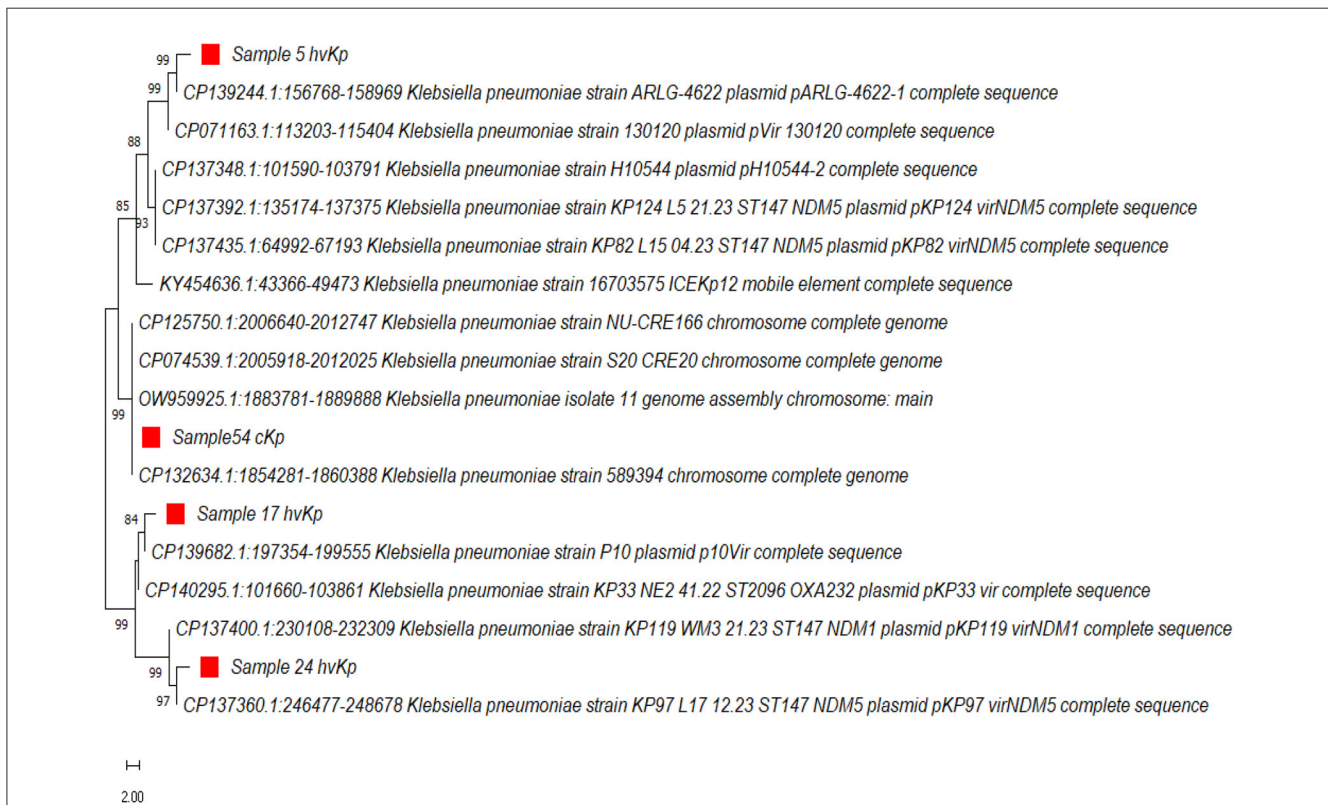 99
Sample 5 hvKp
99
CP139244.1:156768-158969 Klebsiella pneumoniae strain ARLG-4622 plasmid pARLG-4622-1 complete sequence
CP071163.1:113203-115404 Klebsiella pneumoniae strain 130120 plasmid pVir 130120 complete sequence
88
CP137348.1:101590-103791 Klebsiella pneumoniae strain H10544 plasmid pH10544-2 complete sequence
85
CP137392.1:135174-137375 Klebsiella pneumoniae strain KP124 L5 21.23 ST147 NDM5 plasmid pKP124 virNDM5 complete sequence
93
CP137435.1:64992-67193 Klebsiella pneumoniae strain KP82 L15 04.23 ST147 NDM5 plasmid pKP82 virNDM5 complete sequence
KY454636.1:43366-49473 Klebsiella pneumoniae strain 16703575 ICEKp12 mobile element complete sequence
CP125750.1:2006640-2012747 Klebsiella pneumoniae strain NU-CRE166 chromosome complete genome
CP074539.1:2005918-2012025 Klebsiella pneumoniae strain S20 CRE20 chromosome complete genome
OW959925.1:1883781-1889888 Klebsiella pneumoniae isolate 11 genome assembly chromosome: main
99
Sample54 cKp
CP132634.1:1854281-1860388 Klebsiella pneumoniae strain 589394 chromosome complete genome
84
Sample 17 hvKp
CP139682.1:197354-199555 Klebsiella pneumoniae strain P10 plasmid p10Vir complete sequence
CP140295.1:101660-103861 Klebsiella pneumoniae strain KP33 NE2 41.22 ST2096 OXA232 plasmid pKP33 vir complete sequence
99
CP137400.1:230108-232309 Klebsiella pneumoniae strain KP119 WM3 21.23 ST147 NDM1 plasmid pKP119 virNDM1 complete sequence
99
Sample 24 hvKp
97
CP137360.1:246477-248678 Klebsiella pneumoniae strain KP97 L17 12.23 ST147 NDM5 plasmid pKP97 virNDM5 complete sequence
2.00